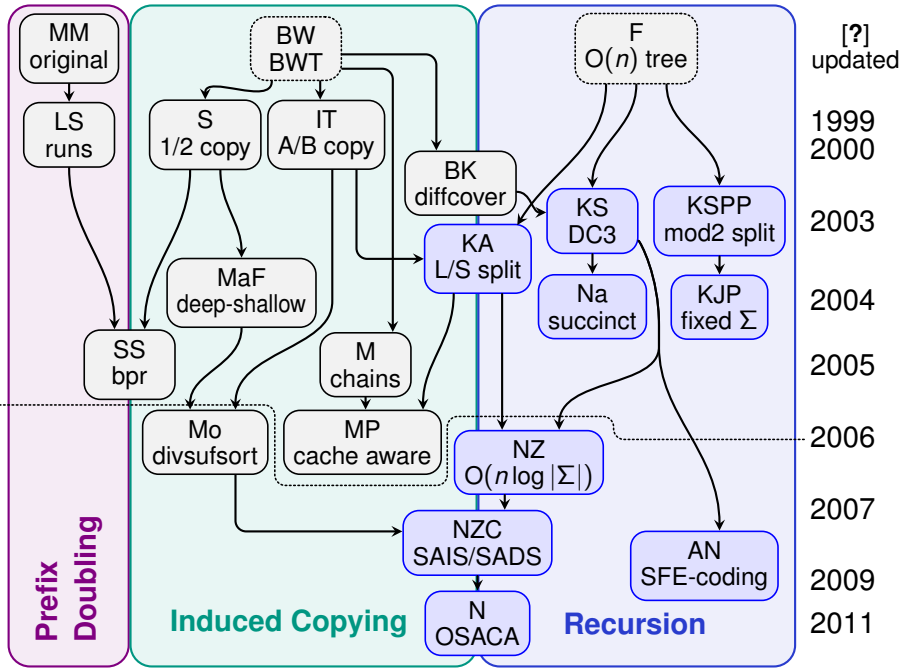 MM
original
BW
BWT
F
O(n) tree
[?]
updated
LS
runs
S
1/2 copy
IT
A/B copy
1999
2000
BK
diffcover
KS
DC3
KSPP
mod2 split
2003
KA
L/S split
MaF
deep-shallow
Na
succinct
KJP
fixed Σ
2004
SS
bpr
M
chains
2005
Mo
divsufsort
MP
cache aware
NZ
O(n log |Σ|)
2006
2007
NZC
SAIS/SADS
AN
SFE-coding
2009
N
OSACA
2011
Prefix
Doubling
Induced Copying
Recursion